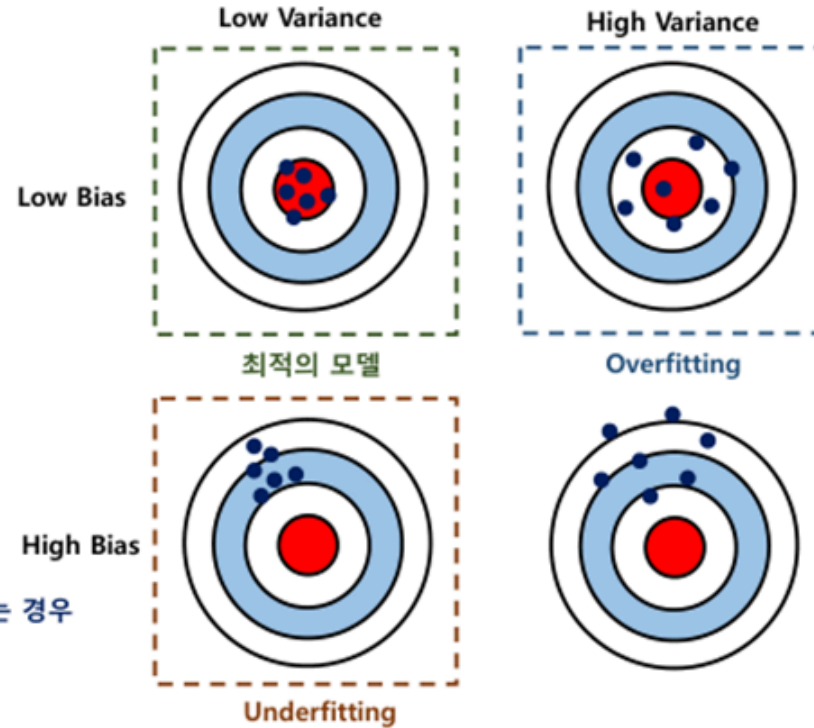 Low Variance
High Variance
Low Bias
최적의 모델
Overfitting
High Bias
는 경우
Underfitting